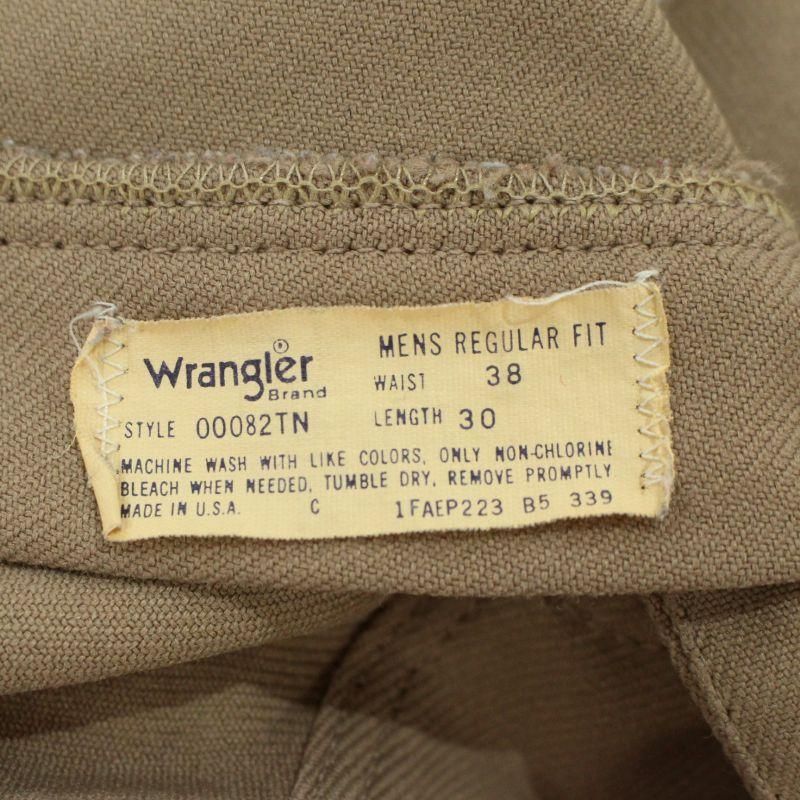 Wrangler®
Brand
MENS REGULAR FIT
WAIST 38
STYLE 00082TN
LENGTH 30
MACHINE WASH WITH LIKE COLORS, ONLY NON-CHLORINE
BLEACH WHEN NEEDED, TUMBLE DRY, REMOVE PROMPTLY
MADE IN U.S.A. C 1FAEP223 B5 339